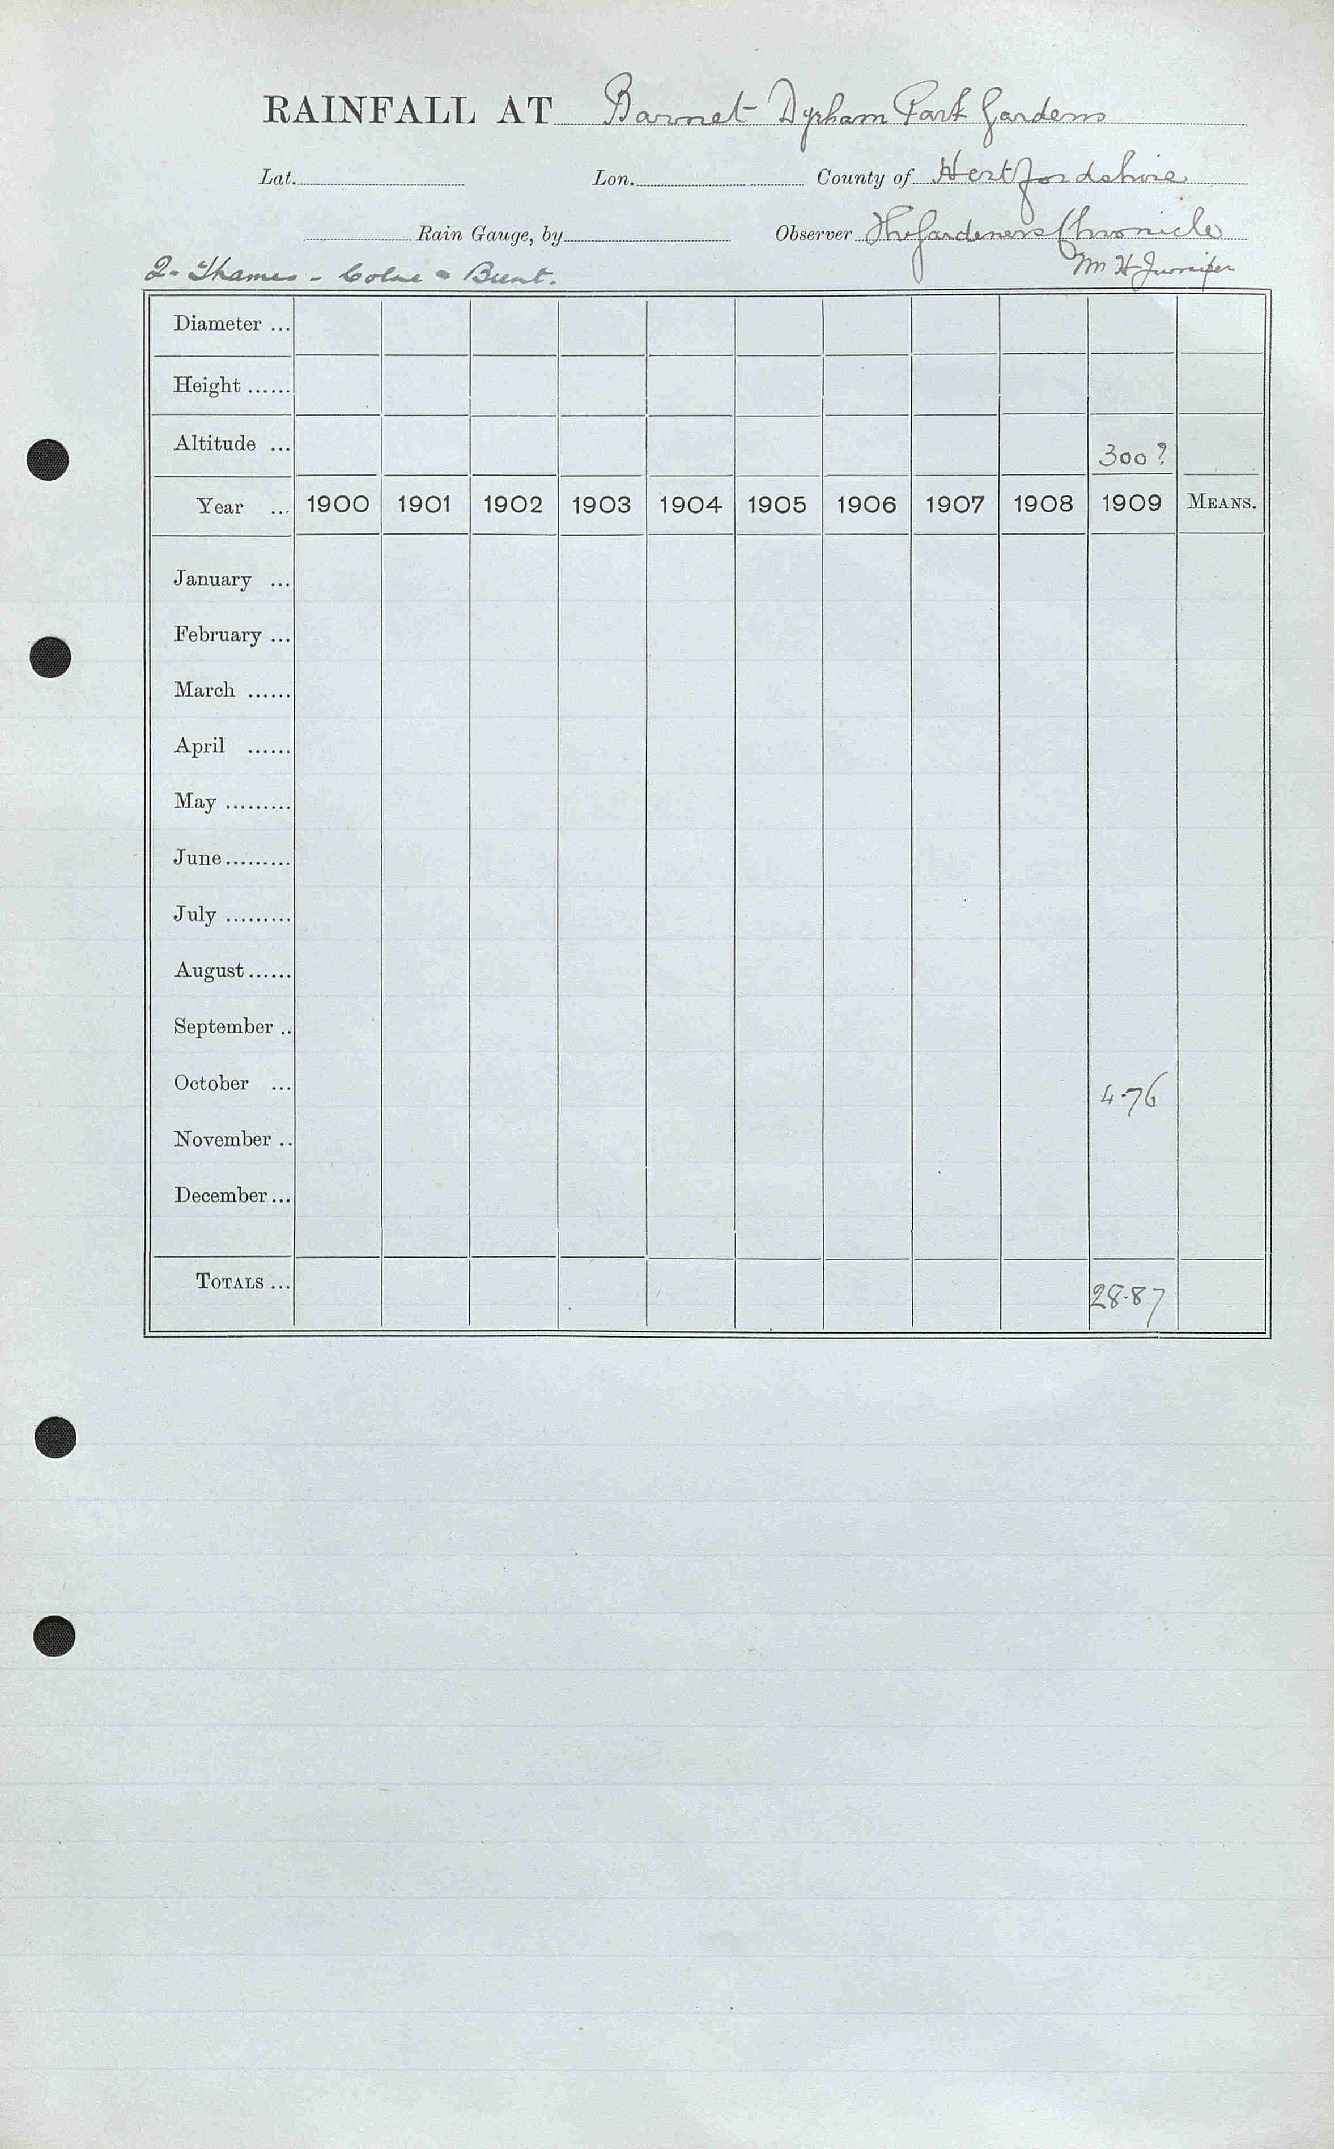 RAINFALL AT Barnet Dyrham Park Gardens
Lat. Lon. County of Hertfordshire
Rain Gauge, by Observer The Gardeners Chronicle
2 - Thames - Colne & Brent. Mr H Juniper
Diameter ...
Height ......
Altitude ... 300?
Year ... 1900 1901 1902 1903 1904 1905 1906 1907 1908 1909 MEANS.
January ...
February ...
March ......
April ......
May .........
June .........
July .........
August ......
September ..
October ... 4.76
November ..
December ...
TOTALS ... 28.87